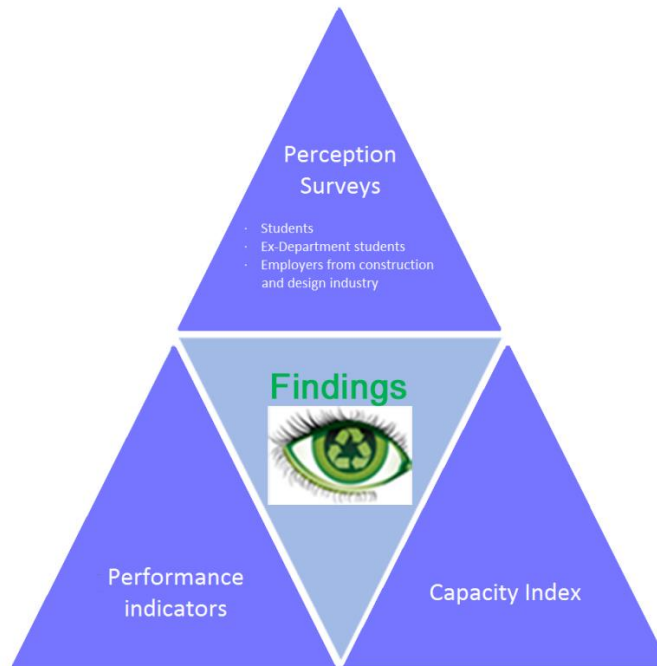 Perception
Surveys
· Students
· Ex-Department students
· Employers from construction
and design industry
Findings
Performance
indicators
Capacity Index